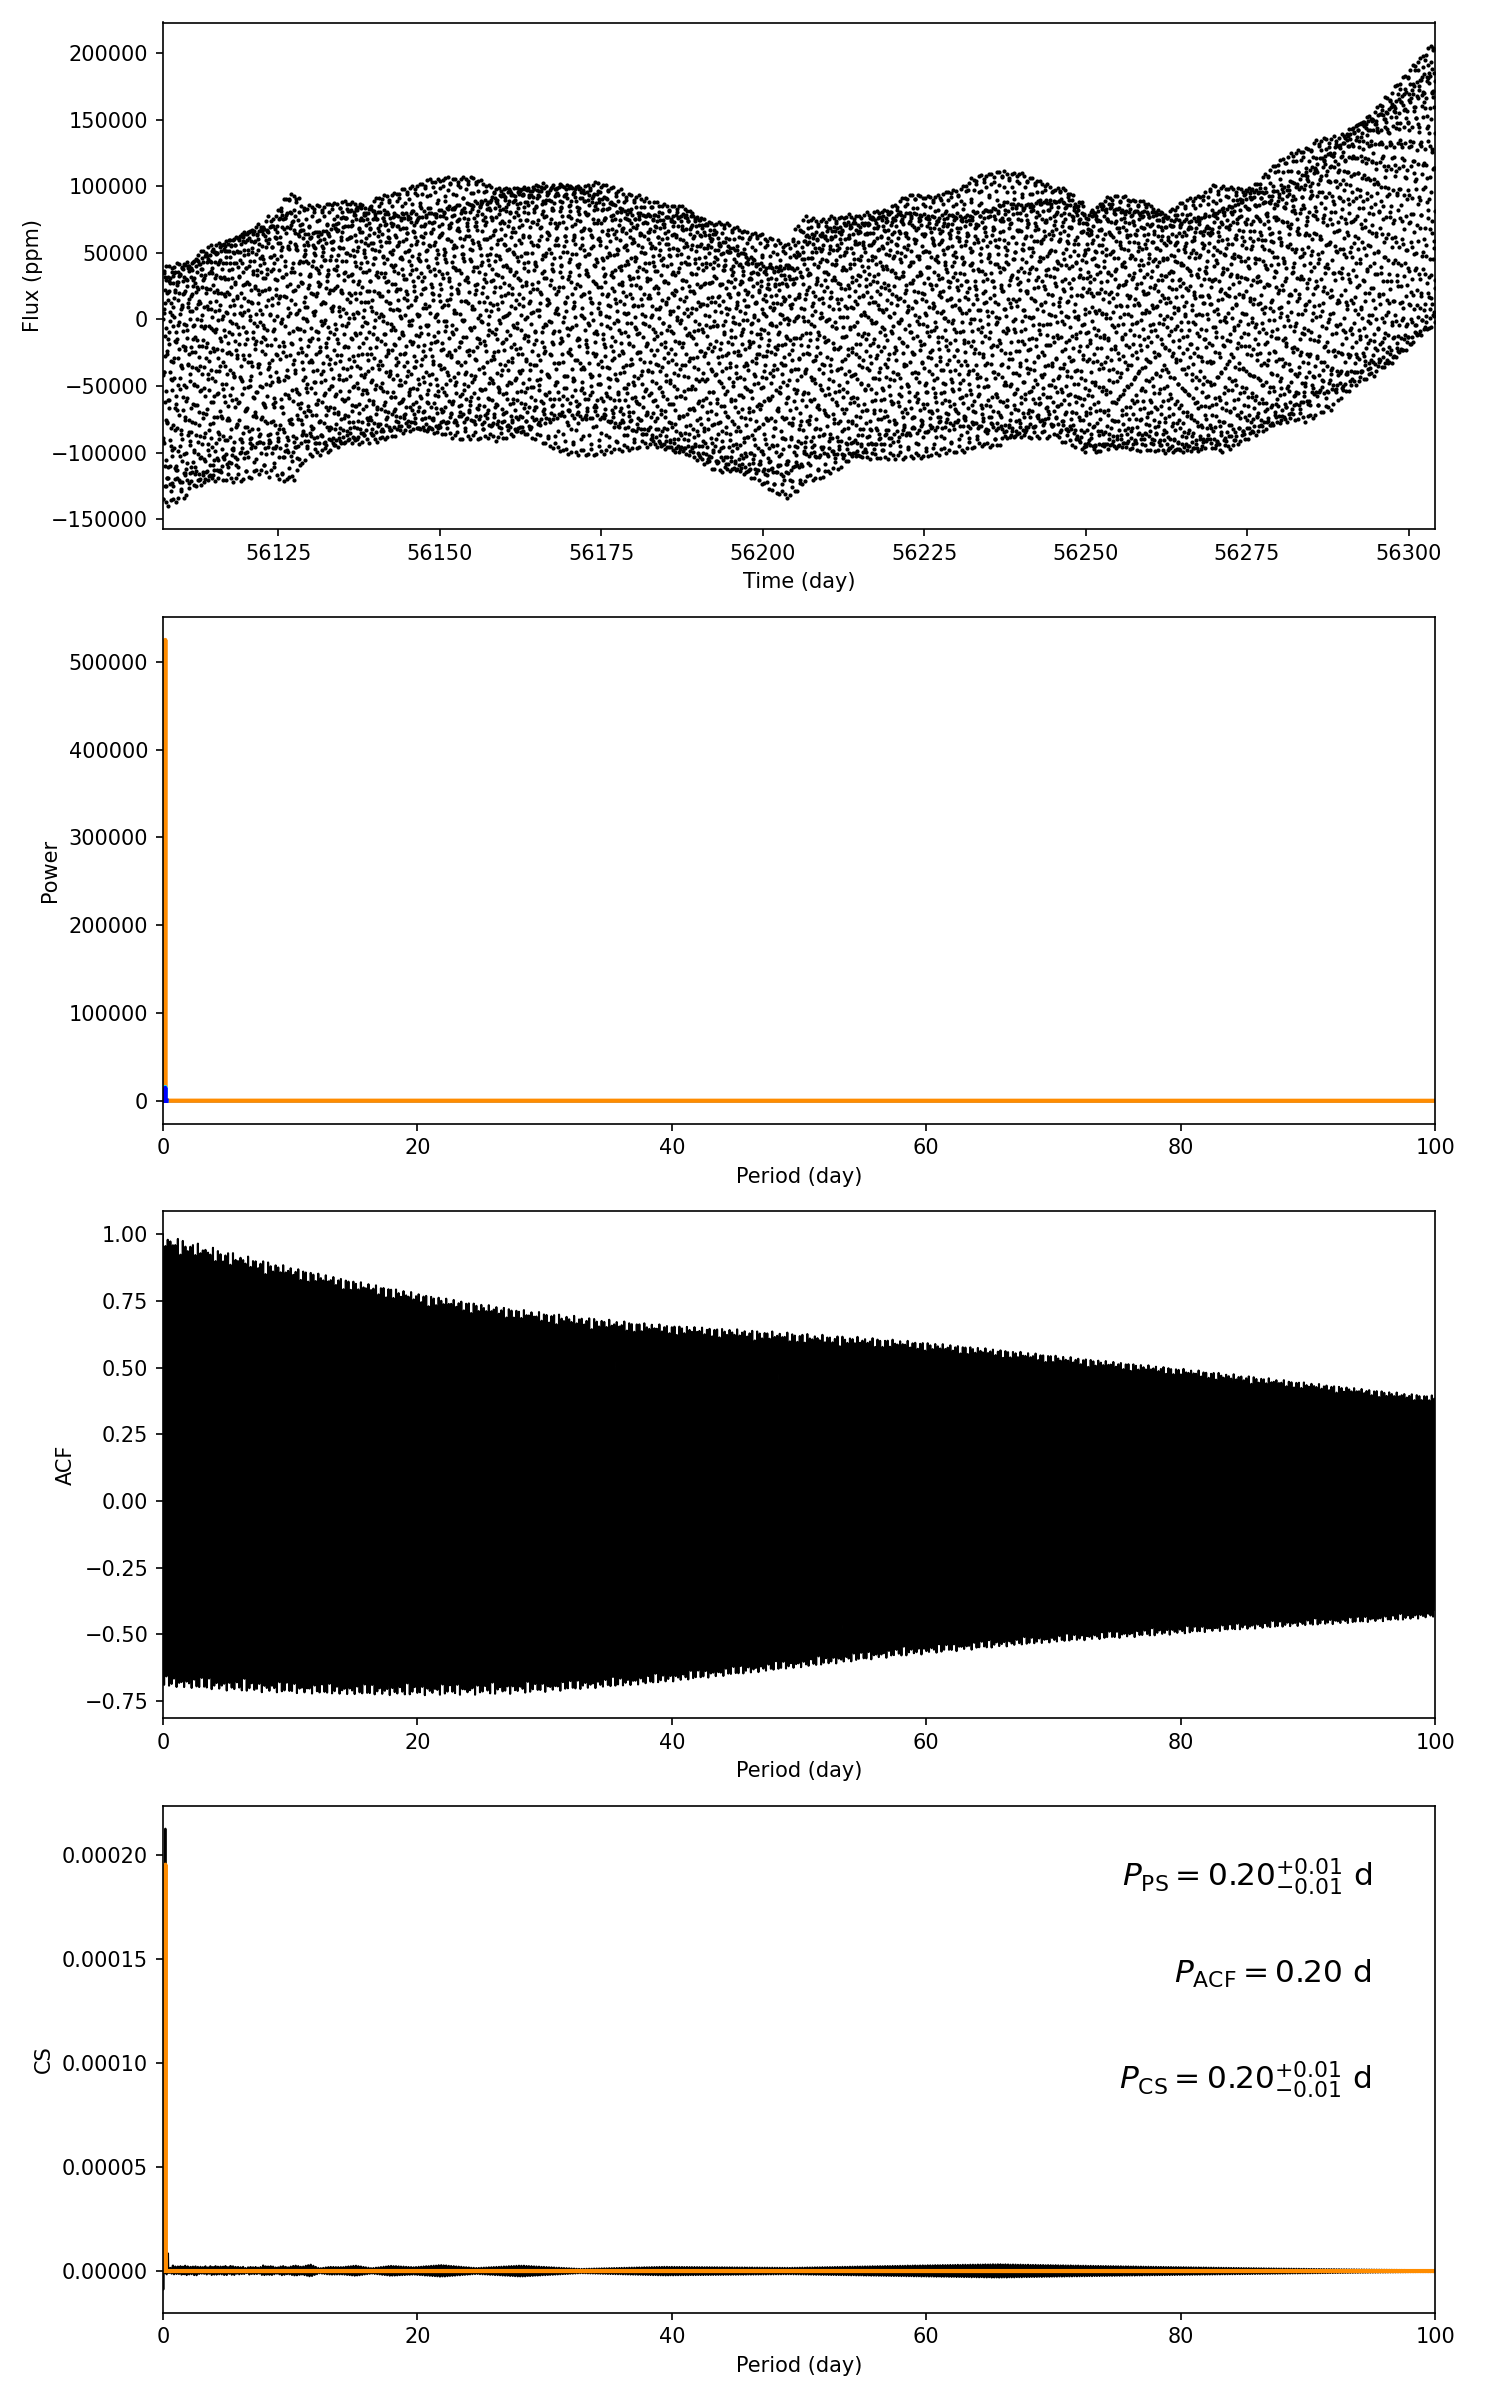 200000
150000
100000
50000
0
−50000
−100000
−150000
Flux (ppm)
56125 56150 56175 56200 56225 56250 56275 56300
Time (day)
500000
400000
300000
200000
100000
0
Power
0 20 40 60 80 100
Period (day)
1.00
0.75
0.50
0.25
0.00
−0.25
−0.50
−0.75
ACF
0 20 40 60 80 100
Period (day)
0.00020
0.00015
0.00010
0.00005
0.00000
CS
P_PS = 0.20^{+0.01}_{−0.01} d
P_ACF = 0.20 d
P_CS = 0.20^{+0.01}_{−0.01} d
0 20 40 60 80 100
Period (day)